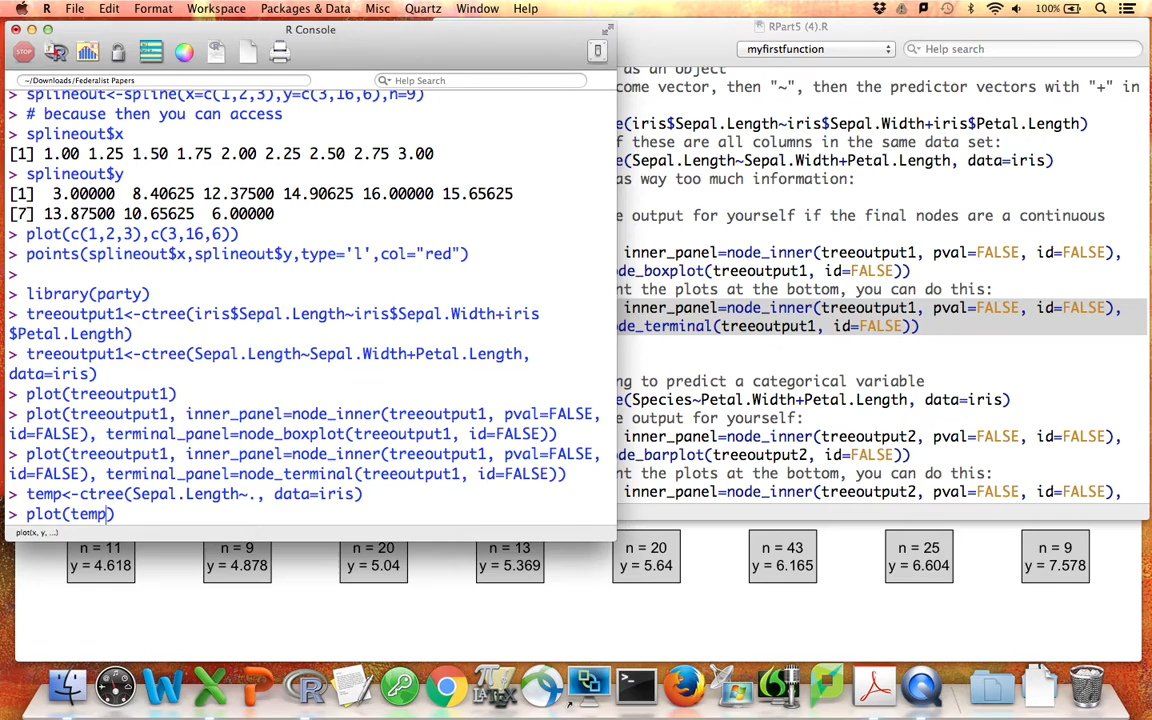 R File Edit Format Workspace Packages & Data Misc Quartz Window Help 100%
R Console
~/Downloads/Federalist Papers
Help Search
STOP
> splineout<-spline(x=c(1,2,3),y=c(3,16,6),n=9)
> # because then you can access
> splineout$x
[1] 1.00 1.25 1.50 1.75 2.00 2.25 2.50 2.75 3.00
> splineout$y
[1]  3.00000  8.40625 12.37500 14.90625 16.00000 15.65625
[7] 13.87500 10.65625  6.00000
> plot(c(1,2,3),c(3,16,6))
> points(splineout$x,splineout$y,type='l',col="red")
>
> library(party)
> treeoutput1<-ctree(iris$Sepal.Length~iris$Sepal.Width+iris
$Petal.Length)
> treeoutput1<-ctree(Sepal.Length~Sepal.Width+Petal.Length,
data=iris)
> plot(treeoutput1)
> plot(treeoutput1, inner_panel=node_inner(treeoutput1, pval=FALSE,
id=FALSE), terminal_panel=node_boxplot(treeoutput1, id=FALSE))
> plot(treeoutput1, inner_panel=node_inner(treeoutput1, pval=FALSE,
id=FALSE), terminal_panel=node_terminal(treeoutput1, id=FALSE))
> temp<-ctree(Sepal.Length~., data=iris)
> plot(temp)
plot(x, y, ...)
RPart5 (4).R
myfirstfunction
Help search
as an object
come vector, then "~", then the predictor vectors with "+" in
e(iris$Sepal.Length~iris$Sepal.Width+iris$Petal.Length)
f these are all columns in the same data set:
e(Sepal.Length~Sepal.Width+Petal.Length, data=iris)
as way too much information:
e output for yourself if the final nodes are a continuous
inner_panel=node_inner(treeoutput1, pval=FALSE, id=FALSE),
de_boxplot(treeoutput1, id=FALSE))
nt the plots at the bottom, you can do this:
inner_panel=node_inner(treeoutput1, pval=FALSE, id=FALSE),
de_terminal(treeoutput1, id=FALSE))
ng to predict a categorical variable
e(Species~Petal.Width+Petal.Length, data=iris)
e output for yourself:
inner_panel=node_inner(treeoutput2, pval=FALSE, id=FALSE),
de_barplot(treeoutput2, id=FALSE))
nt the plots at the bottom, you can do this:
inner_panel=node_inner(treeoutput2, pval=FALSE, id=FALSE),
n = 11 n = 9 n = 20 n = 13 n = 20 n = 43 n = 25 n = 9
y = 4.618 y = 4.878 y = 5.04 y = 5.369 y = 5.64 y = 6.165 y = 6.604 y = 7.578